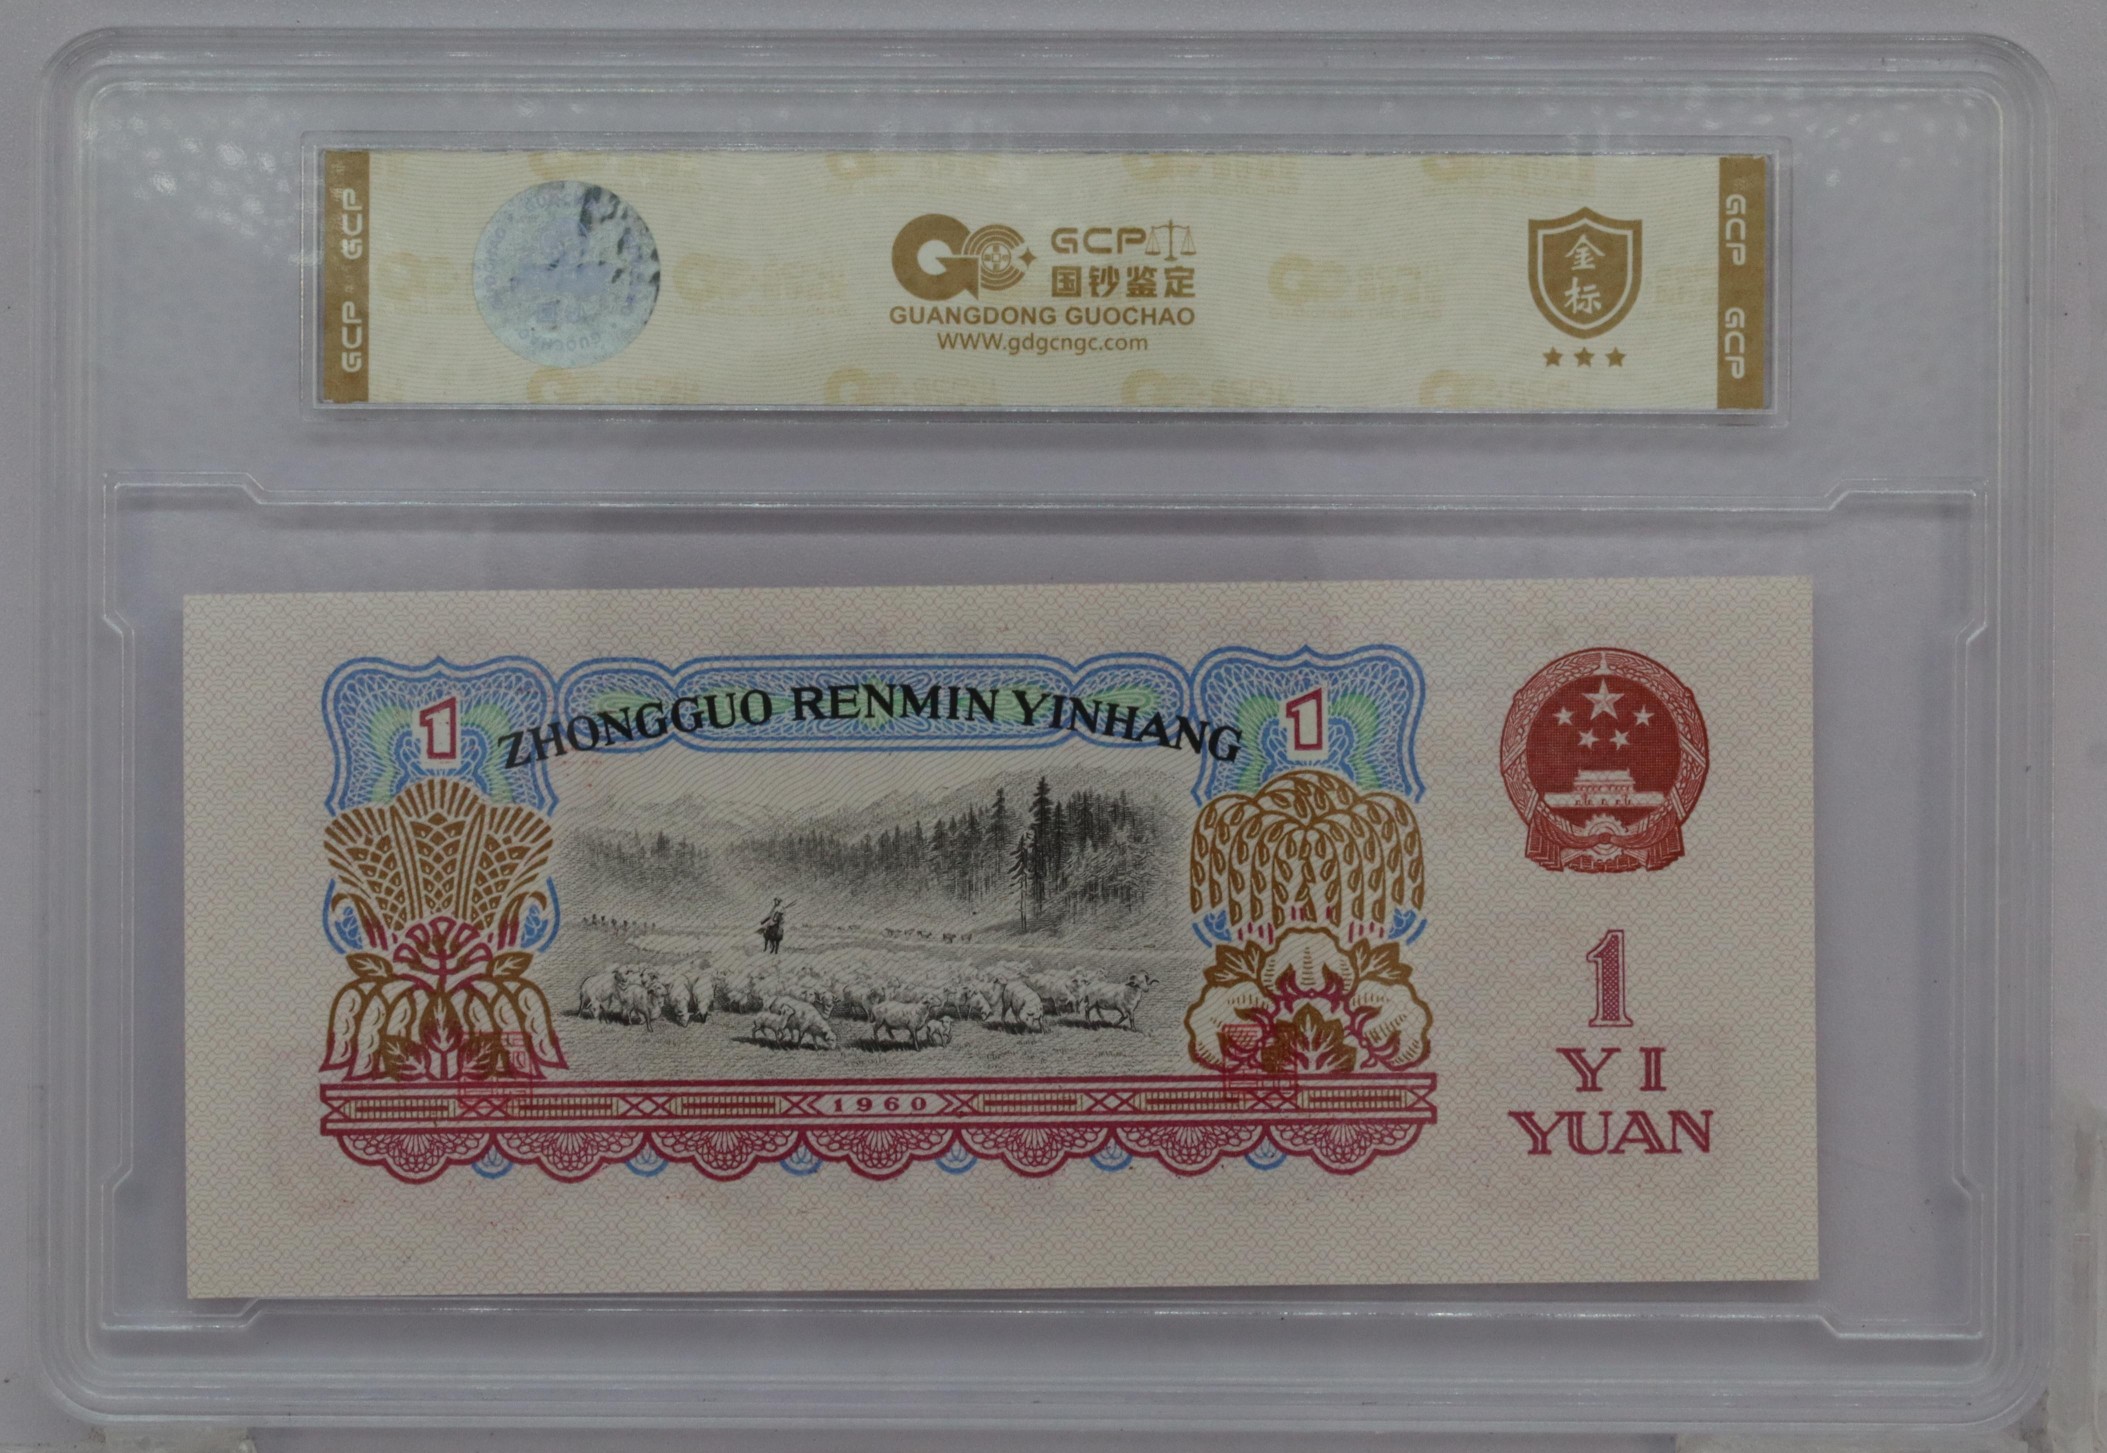 GCP
GCP
GCP
国钞鉴定
GUANGDONG GUOCHAO
WWW.gdgcngc.com
金
标
GCP
GCP
1
ZHONGGUO RENMIN YINHANG
1
1
YI
YUAN
1960